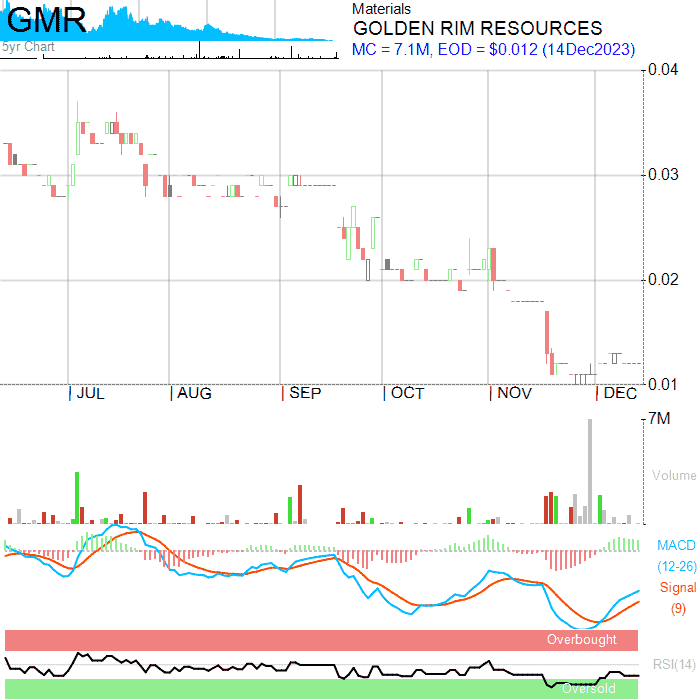 GMR
5yr Chart
Materials
GOLDEN RIM RESOURCES
MC = 7.1M, EOD = $0.012 (14Dec2023)
0.04
0.03
0.02
0.01
JUL AUG SEP OCT NOV DEC
7M
Volume
MACD
(12-26)
Signal
(9)
Overbought
RSI(14)
Oversold